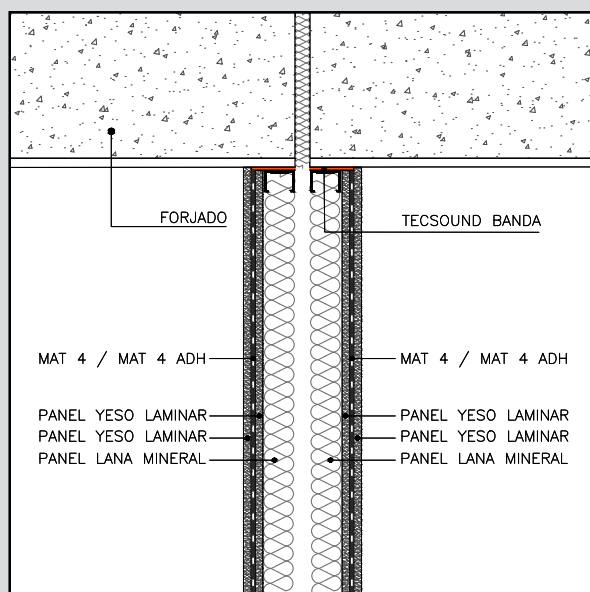 FORJADO
TECSOUND BANDA
MAT 4 / MAT 4 ADH
MAT 4 / MAT 4 ADH
PANEL YESO LAMINAR
PANEL YESO LAMINAR
PANEL YESO LAMINAR
PANEL YESO LAMINAR
PANEL LANA MINERAL
PANEL LANA MINERAL